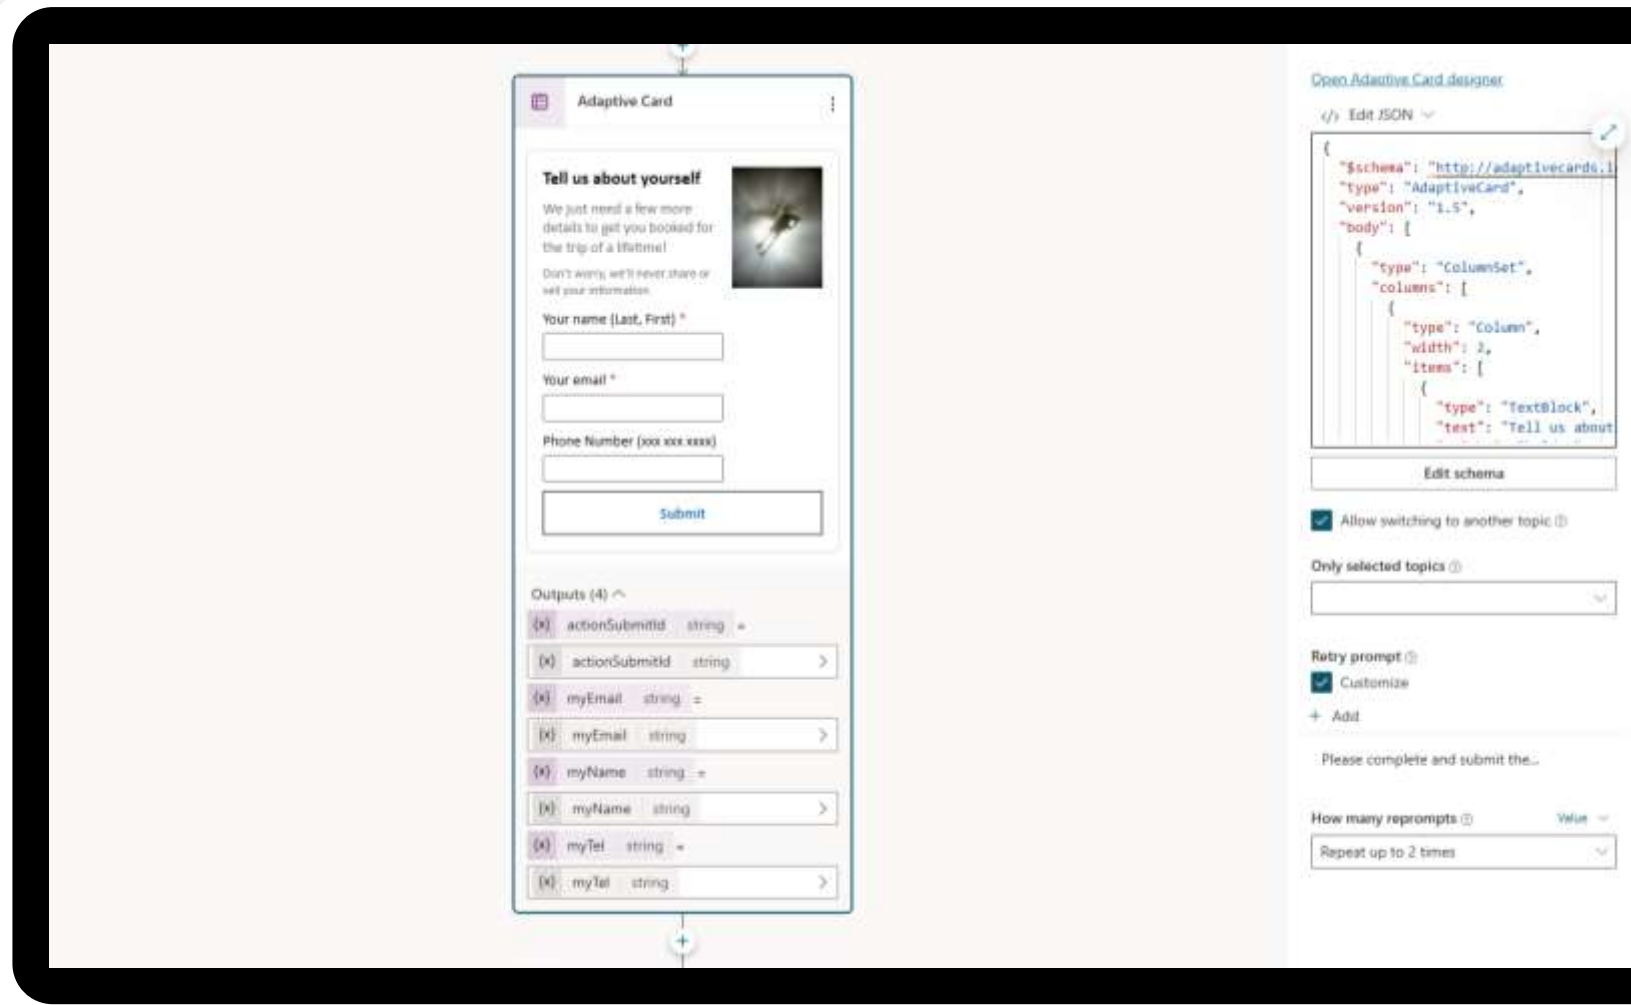 Adaptive Card
Tell us about yourself
We just need a few more
details to get you booked for
the trip of a lifetime!
Don't worry, we'll never share or
sell your information.
Your name (Last, First) *
Your email *
Phone Number (xxx xxx xxxx)
Submit
Outputs (4)
{x} actionSubmitId string =
{x} actionSubmitId string
{x} myEmail string =
{x} myEmail string
{x} myName string =
{x} myName string
{x} myTel string =
{x} myTel string
Open Adaptive Card designer
</> Edit JSON
{
"$schema": "http://adaptivecards.i
"type": "AdaptiveCard",
"version": "1.5",
"body": [
{
"type": "ColumnSet",
"columns": [
{
"type": "Column",
"width": 2,
"items": [
{
"type": "TextBlock",
"text": "Tell us about
Edit schema
Allow switching to another topic
Only selected topics
Retry prompt
Customize
+ Add
Please complete and submit the...
How many reprompts
Value
Repeat up to 2 times